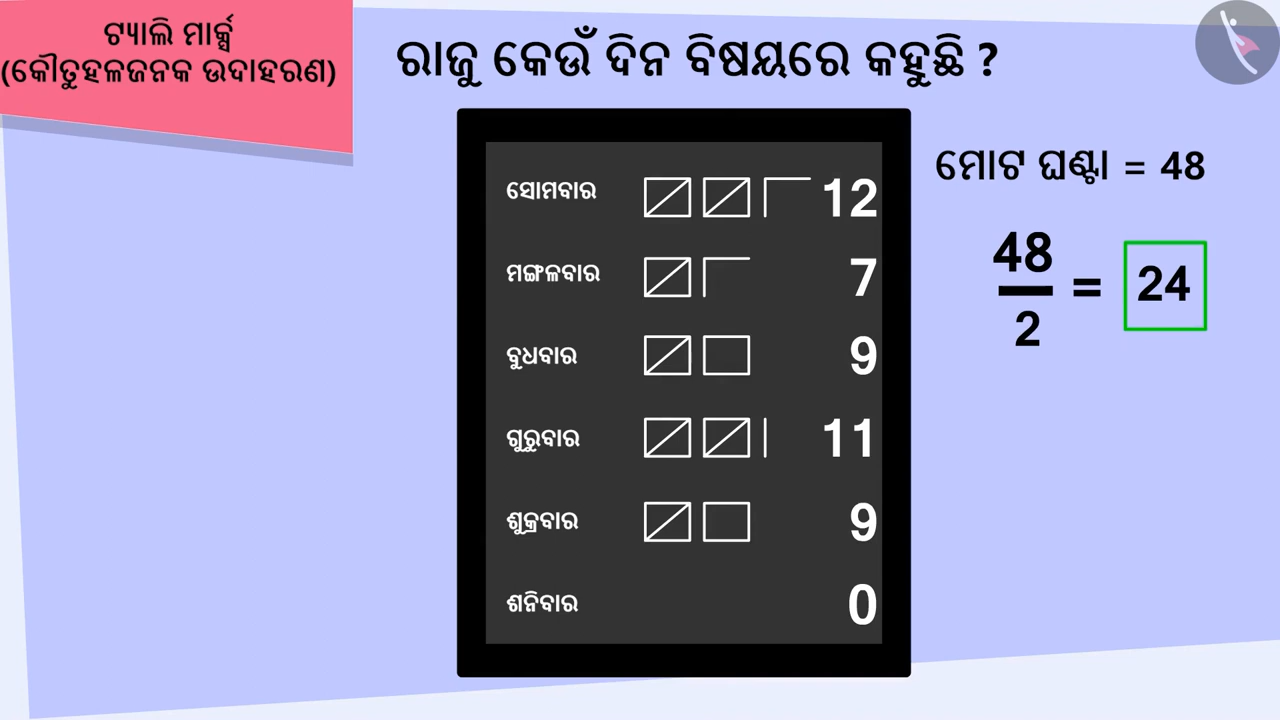 ଟ୍ୟାଲି ମାର୍କ୍ସ
(କୌତୁହଳଜନକ ଉଦାହରଣ)
ରାଜୁ କେଉଁ ଦିନ ବିଷୟରେ କହୁଛି ?
ସୋମବାର 12
ମଙ୍ଗଳବାର 7
ବୁଧବାର 9
ଗୁରୁବାର 11
ଶୁକ୍ରବାର 9
ଶନିବାର 0
ମୋଟ ଘଣ୍ଟା = 48
48
2
= 24